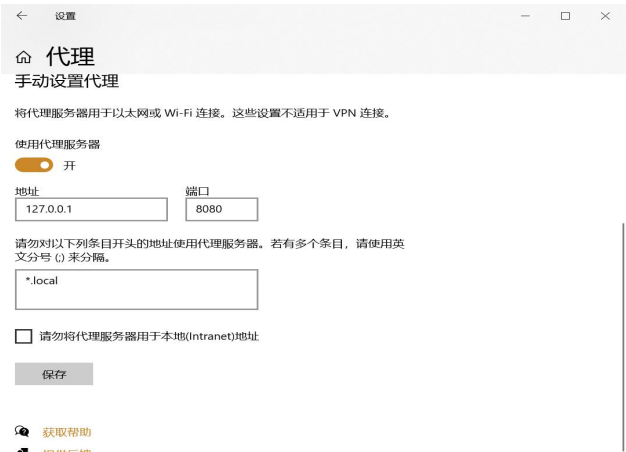 设置
代理
手动设置代理
将代理服务器用于以太网或 Wi-Fi 连接。这些设置不适用于 VPN 连接。
使用代理服务器
开
地址 端口
127.0.0.1 8080
请勿对以下列条目开头的地址使用代理服务器。若有多个条目，请使用英
文分号 (;) 来分隔。
*.local
请勿将代理服务器用于本地(Intranet)地址
保存
获取帮助